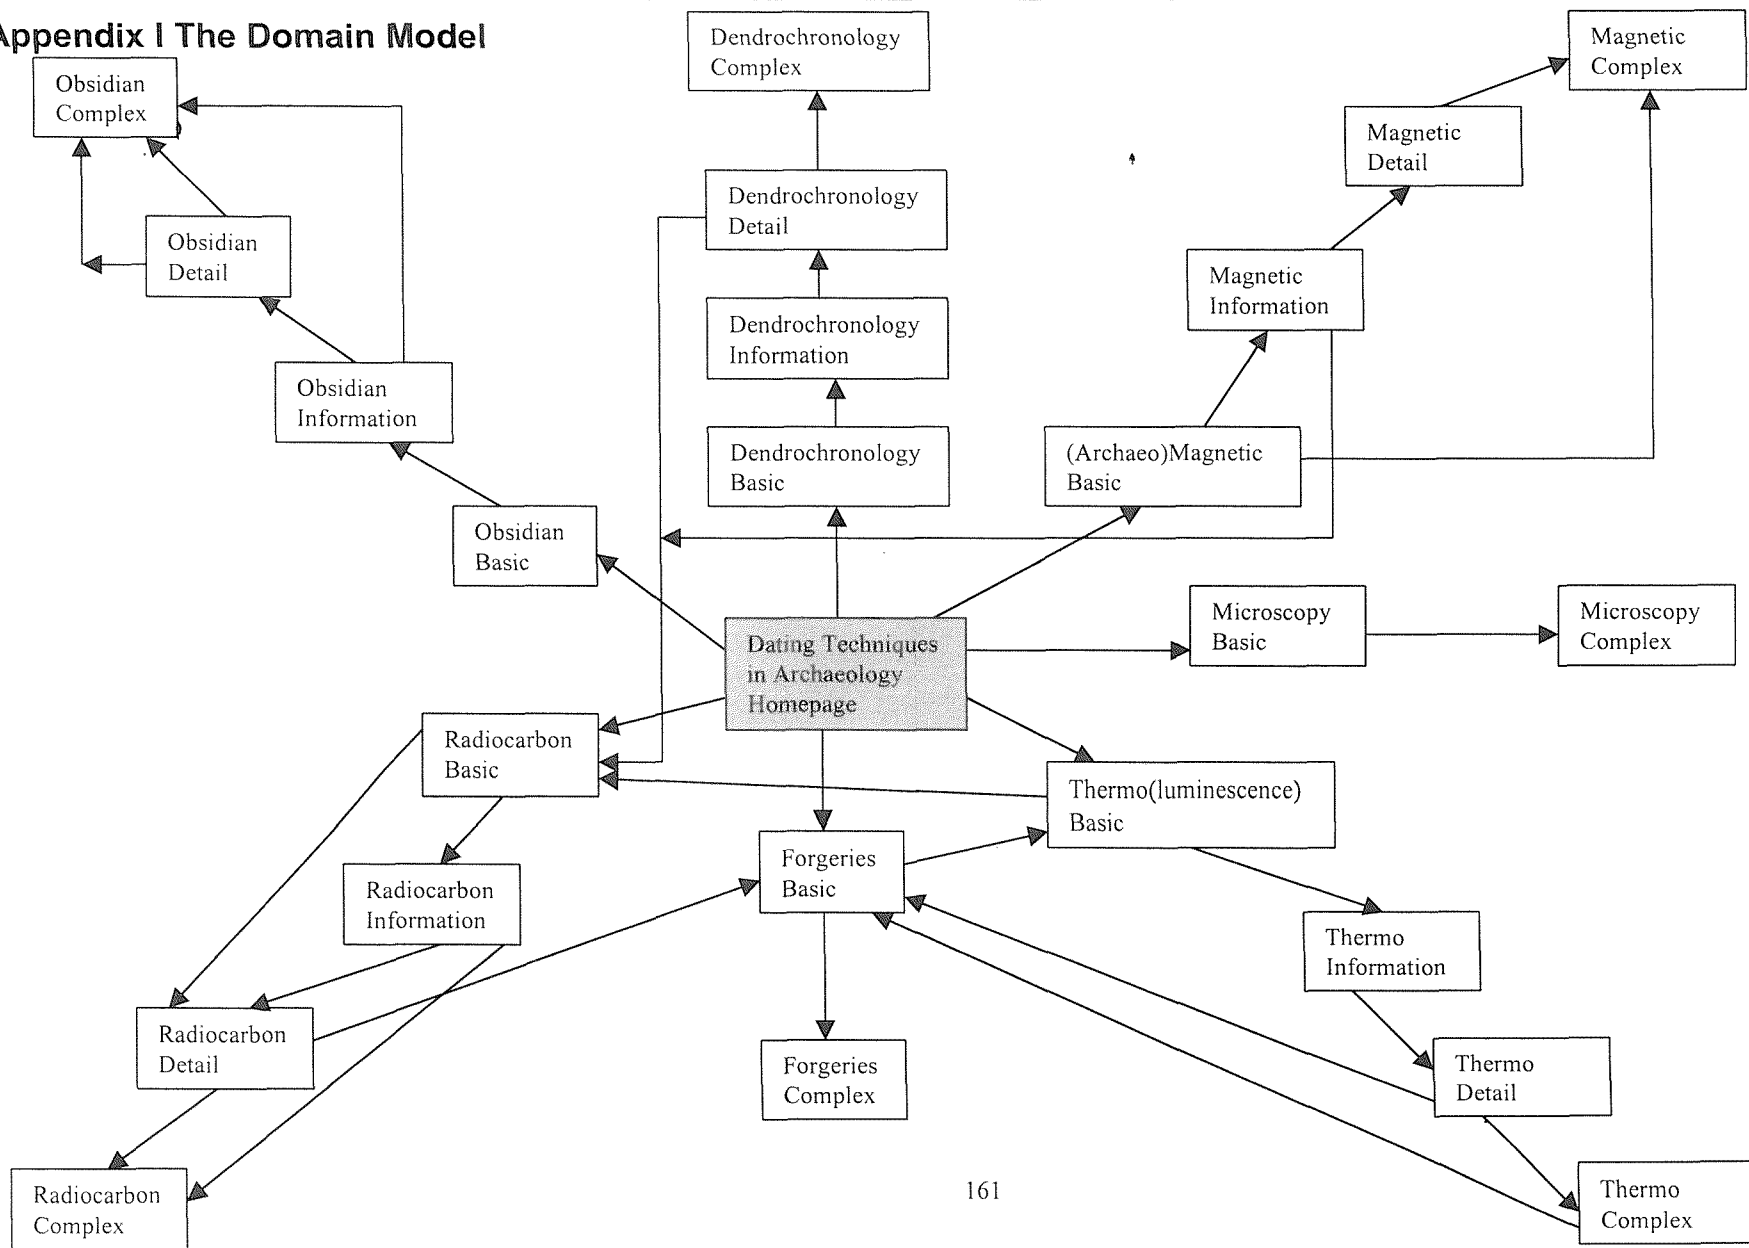 Appendix I The Domain Model
Dendrochronology
Complex
Magnetic
Complex
Obsidian
Complex
Magnetic
Detail
Dendrochronology
Detail
Obsidian
Detail
Magnetic
Information
Dendrochronology
Information
Obsidian
Information
Dendrochronology
Basic
(Archaeo)Magnetic
Basic
Obsidian
Basic
Microscopy
Basic
Microscopy
Complex
Dating Techniques
in Archaeology
Homepage
Radiocarbon
Basic
Thermo(luminescence)
Basic
Forgeries
Basic
Radiocarbon
Information
Thermo
Information
Radiocarbon
Detail
Forgeries
Complex
Thermo
Detail
Radiocarbon
Complex
Thermo
Complex
161